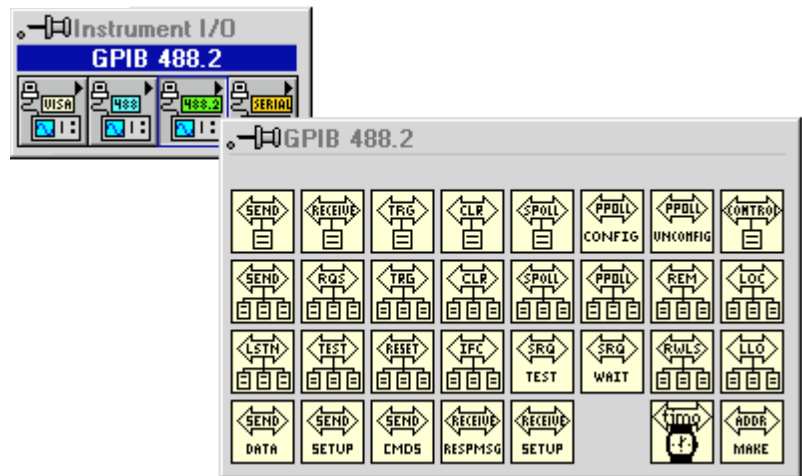 Instrument I/O
GPIB 488.2
VISA 488 488.2 SERIAL
GPIB 488.2
SEND RECEIVE TRG CLR SPOLL PPOLL PPOLL CONTROL
CONFIG UNCONFIG
SEND RQS TRG CLR SPOLL PPOLL REM LOC
LSTN TEST RESET IFC SRQ SRQ RWLS LLO
TEST WAIT
SEND SEND SEND RECEIVE RECEIVE time ADDR
DATA SETUP CMDS RESPMSG SETUP MAKE